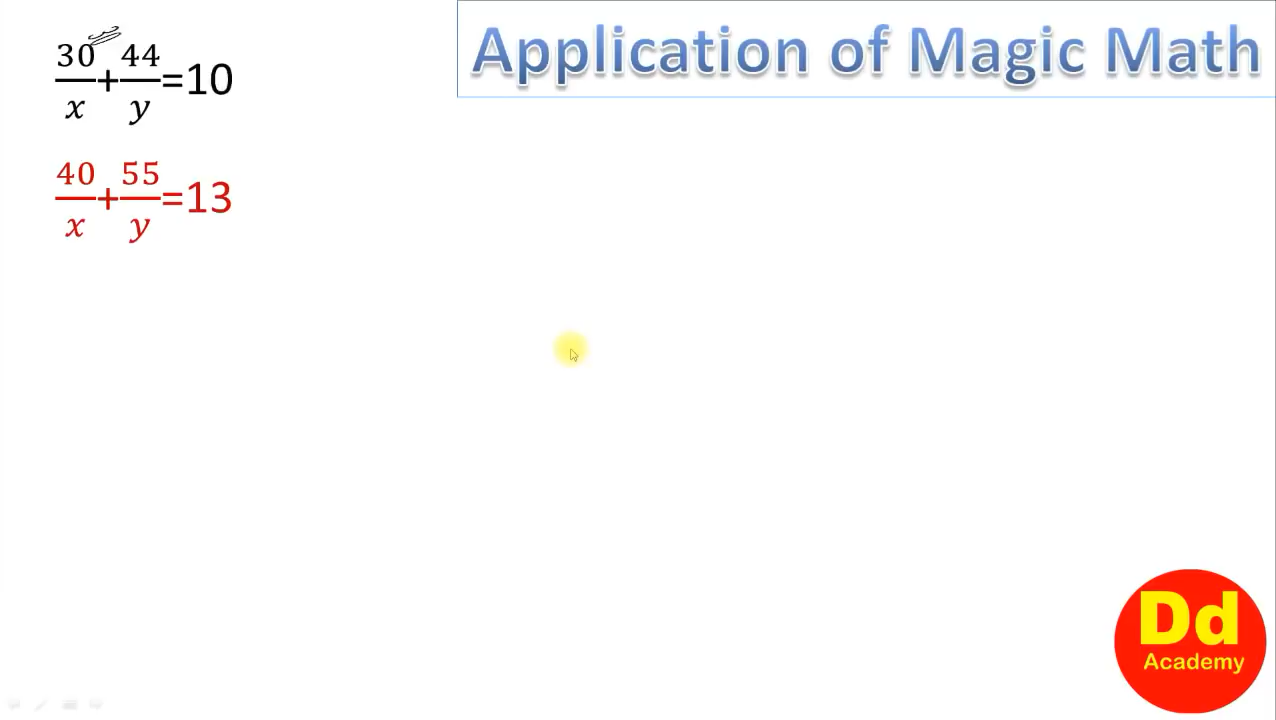 Application of Magic Math
30/x+44/y=10
40/x+55/y=13
Dd
Academy